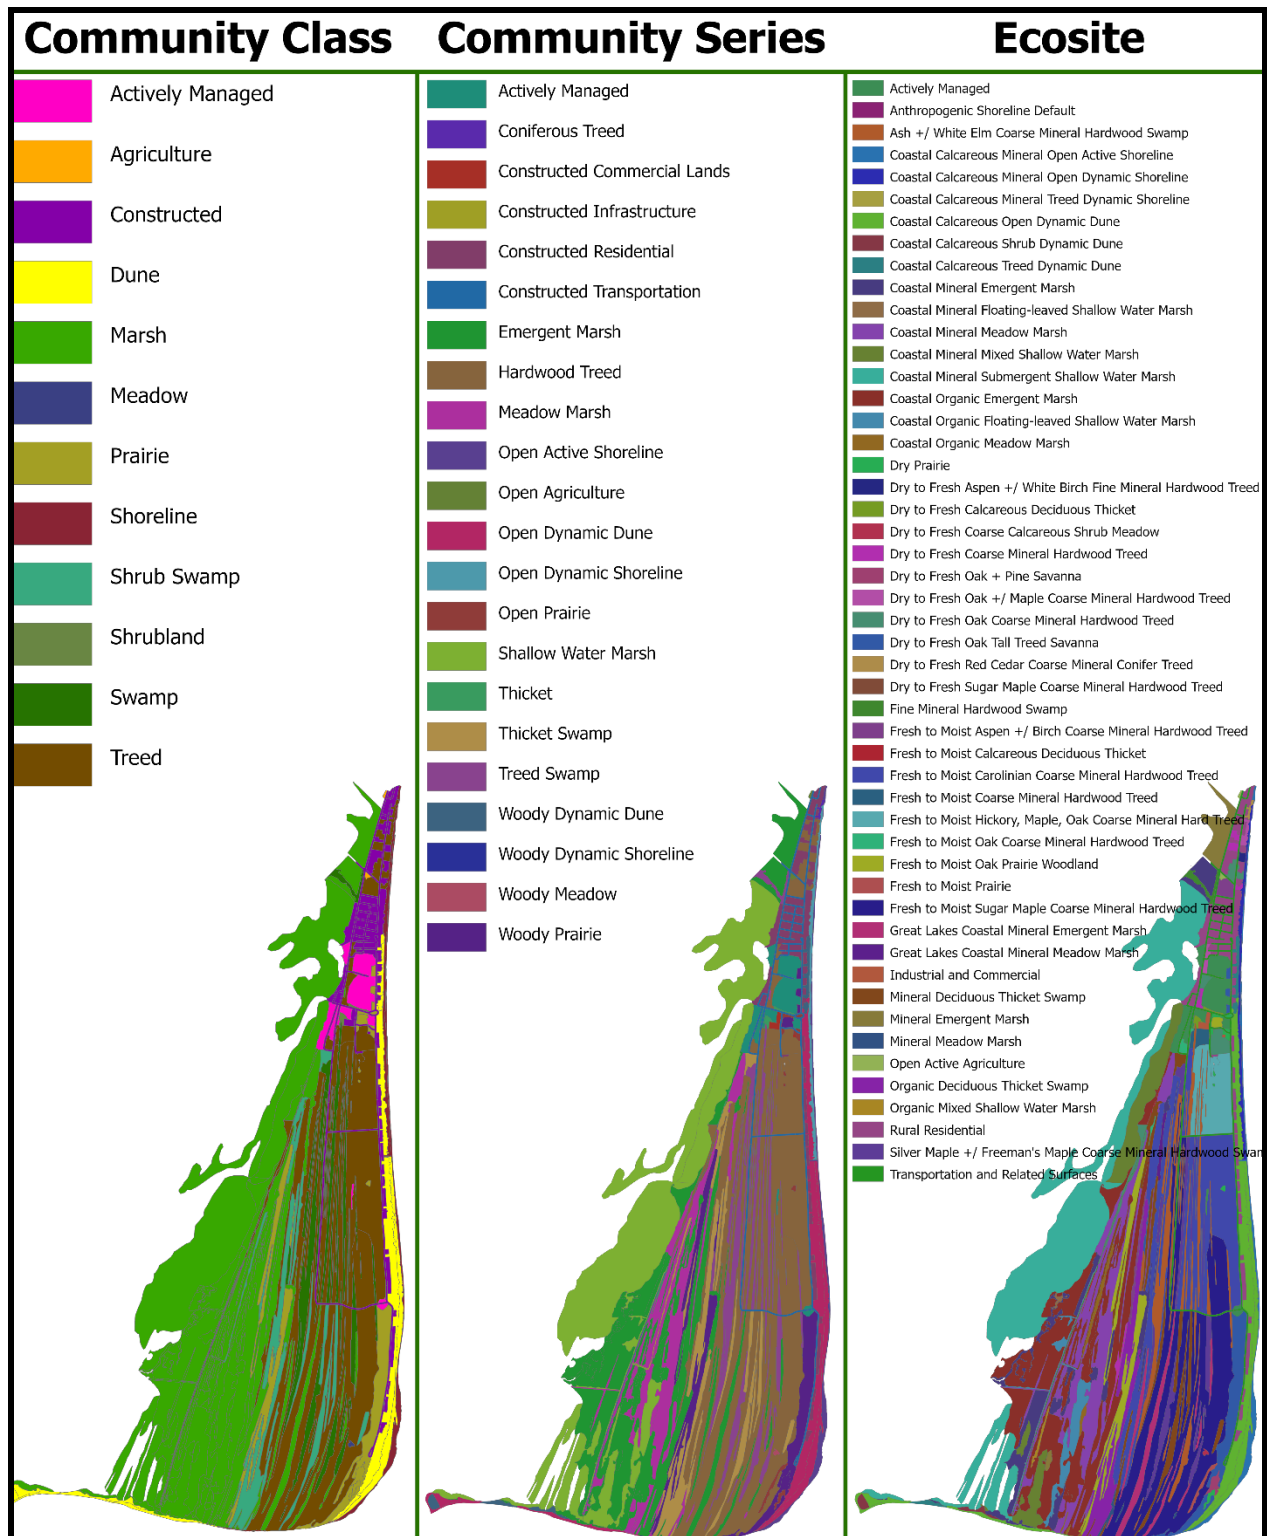 Community Class
Actively Managed
Agriculture
Constructed
Dune
Marsh
Meadow
Prairie
Shoreline
Shrub Swamp
Shrubland
Swamp
Treed
Community Series
Actively Managed
Coniferous Treed
Constructed Commercial Lands
Constructed Infrastructure
Constructed Residential
Constructed Transportation
Emergent Marsh
Hardwood Treed
Meadow Marsh
Open Active Shoreline
Open Agriculture
Open Dynamic Dune
Open Dynamic Shoreline
Open Prairie
Shallow Water Marsh
Thicket
Thicket Swamp
Treed Swamp
Woody Dynamic Dune
Woody Dynamic Shoreline
Woody Meadow
Woody Prairie
Ecosite
Actively Managed
Anthropogenic Shoreline Default
Ash +/ White Elm Coarse Mineral Hardwood Swamp
Coastal Calcareous Mineral Open Active Shoreline
Coastal Calcareous Mineral Open Dynamic Shoreline
Coastal Calcareous Mineral Treed Dynamic Shoreline
Coastal Calcareous Open Dynamic Dune
Coastal Calcareous Shrub Dynamic Dune
Coastal Calcareous Treed Dynamic Dune
Coastal Mineral Emergent Marsh
Coastal Mineral Floating-leaved Shallow Water Marsh
Coastal Mineral Meadow Marsh
Coastal Mineral Mixed Shallow Water Marsh
Coastal Mineral Submergent Shallow Water Marsh
Coastal Organic Emergent Marsh
Coastal Organic Floating-leaved Shallow Water Marsh
Coastal Organic Meadow Marsh
Dry Prairie
Dry to Fresh Aspen +/ White Birch Fine Mineral Hardwood Treed
Dry to Fresh Calcareous Deciduous Thicket
Dry to Fresh Coarse Calcareous Shrub Meadow
Dry to Fresh Coarse Mineral Hardwood Treed
Dry to Fresh Oak + Pine Savanna
Dry to Fresh Oak +/ Maple Coarse Mineral Hardwood Treed
Dry to Fresh Oak Coarse Mineral Hardwood Treed
Dry to Fresh Oak Tall Treed Savanna
Dry to Fresh Red Cedar Coarse Mineral Conifer Treed
Dry to Fresh Sugar Maple Coarse Mineral Hardwood Treed
Fine Mineral Hardwood Swamp
Fresh to Moist Aspen +/ Birch Coarse Mineral Hardwood Treed
Fresh to Moist Calcareous Deciduous Thicket
Fresh to Moist Carolinian Coarse Mineral Hardwood Treed
Fresh to Moist Coarse Mineral Hardwood Treed
Fresh to Moist Hickory, Maple, Oak Coarse Mineral Hard Treed
Fresh to Moist Oak Coarse Mineral Hardwood Treed
Fresh to Moist Oak Prairie Woodland
Fresh to Moist Prairie
Fresh to Moist Sugar Maple Coarse Mineral Hardwood Treed
Great Lakes Coastal Mineral Emergent Marsh
Great Lakes Coastal Mineral Meadow Marsh
Industrial and Commercial
Mineral Deciduous Thicket Swamp
Mineral Emergent Marsh
Mineral Meadow Marsh
Open Active Agriculture
Organic Deciduous Thicket Swamp
Organic Mixed Shallow Water Marsh
Rural Residential
Silver Maple +/ Freeman's Maple Coarse Mineral Hardwood Swam
Transportation and Related Surfaces